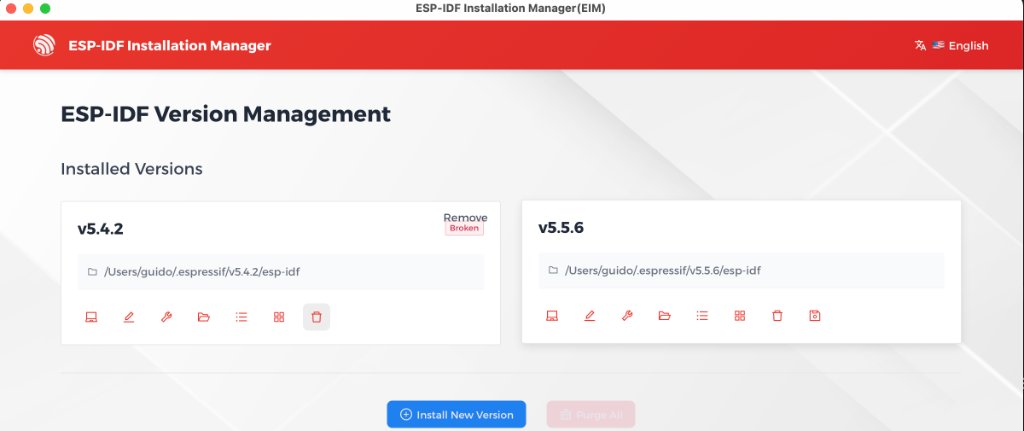 ESP-IDF Installation Manager(EIM)
ESP-IDF Installation Manager
English
ESP-IDF Version Management
Installed Versions
v5.4.2
Remove
Broken
/Users/guido/.espressif/v5.4.2/esp-idf
v5.5.6
/Users/guido/.espressif/v5.5.6/esp-idf
Install New Version
Purge All